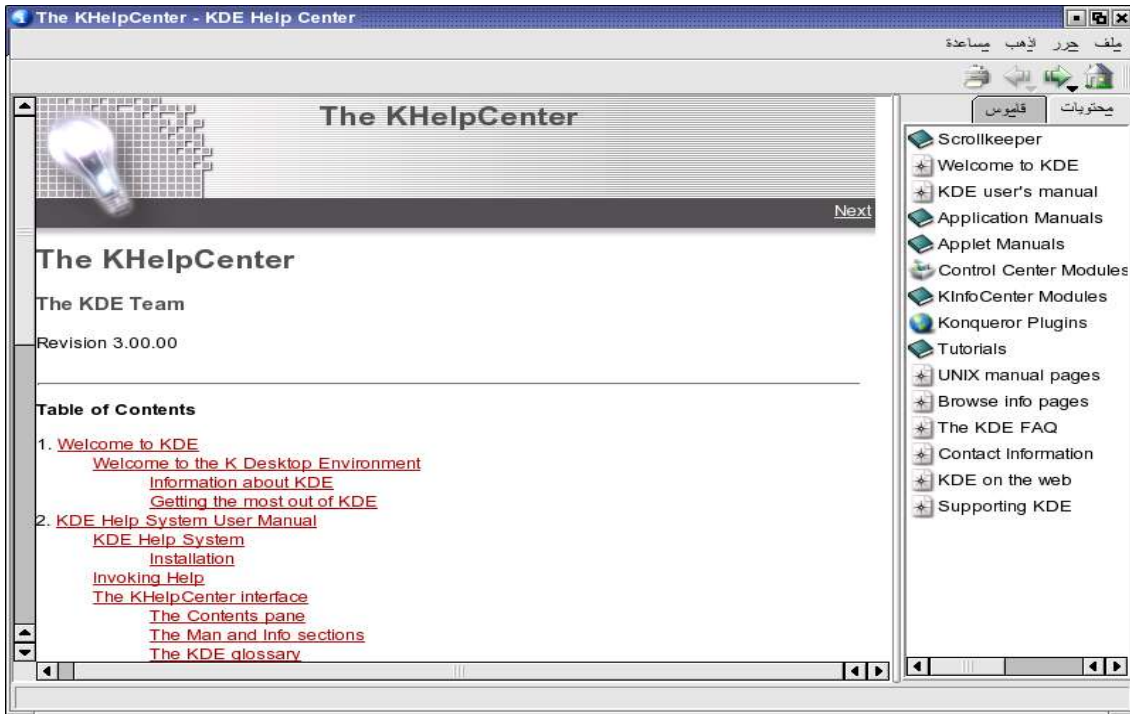 The KHelpCenter - KDE Help Center
ملف حرر اذهب مساعدة
محتويات قاموس
The KHelpCenter
Next
The KHelpCenter
The KDE Team
Revision 3.00.00
Table of Contents
1. Welcome to KDE
Welcome to the K Desktop Environment
Information about KDE
Getting the most out of KDE
2. KDE Help System User Manual
KDE Help System
Installation
Invoking Help
The KHelpCenter interface
The Contents pane
The Man and Info sections
The KDE glossary
Scrollkeeper
Welcome to KDE
KDE user's manual
Application Manuals
Applet Manuals
Control Center Modules
KInfoCenter Modules
Konqueror Plugins
Tutorials
UNIX manual pages
Browse info pages
The KDE FAQ
Contact Information
KDE on the web
Supporting KDE